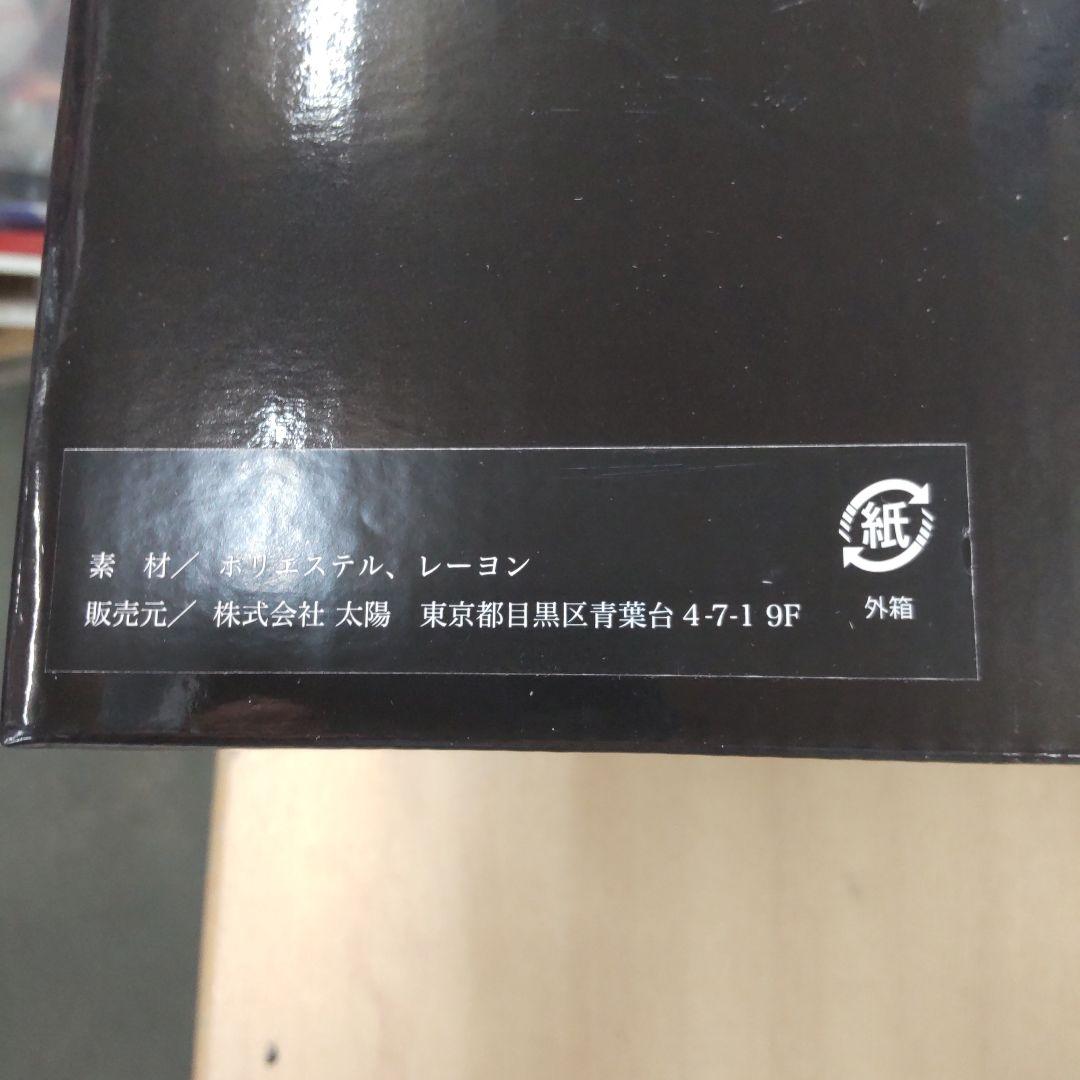 素 材／ ポリエステル、レーヨン
販売元／ 株式会社 太陽 東京都目黒区青葉台 4-7-1 9F
紙
外箱